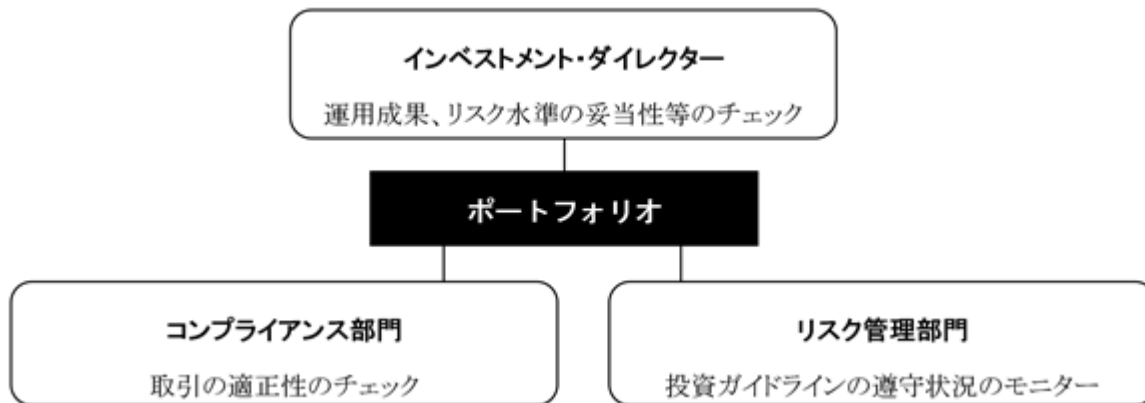 インベストメント・ダイレクター
運用成果、リスク水準の妥当性等のチェック
ポートフォリオ
コンプライアンス部門
取引の適正性のチェック
リスク管理部門
投資ガイドラインの遵守状況のモニター